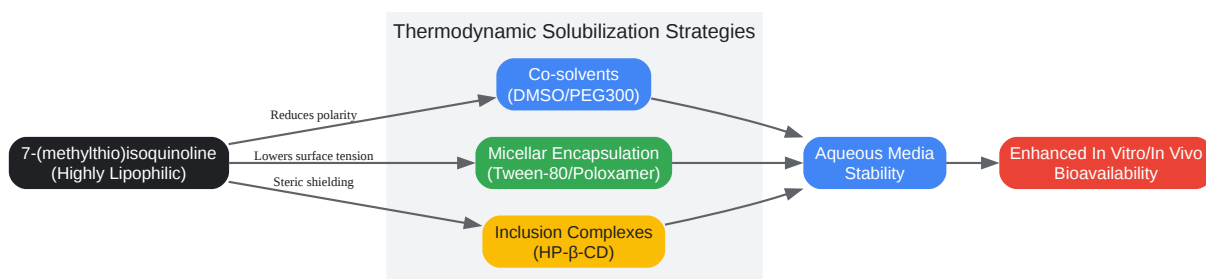 Thermodynamic Solubilization Strategies
Co-solvents
(DMSO/PEG300)
Reduces polarity
7-(methylthio)isoquinoline
(Highly Lipophilic)
Lowers surface tension
Micellar Encapsulation
(Tween-80/Poloxamer)
Aqueous Media
Stability
Enhanced In Vitro/In Vivo
Bioavailability
Steric shielding
Inclusion Complexes
(HP-β-CD)